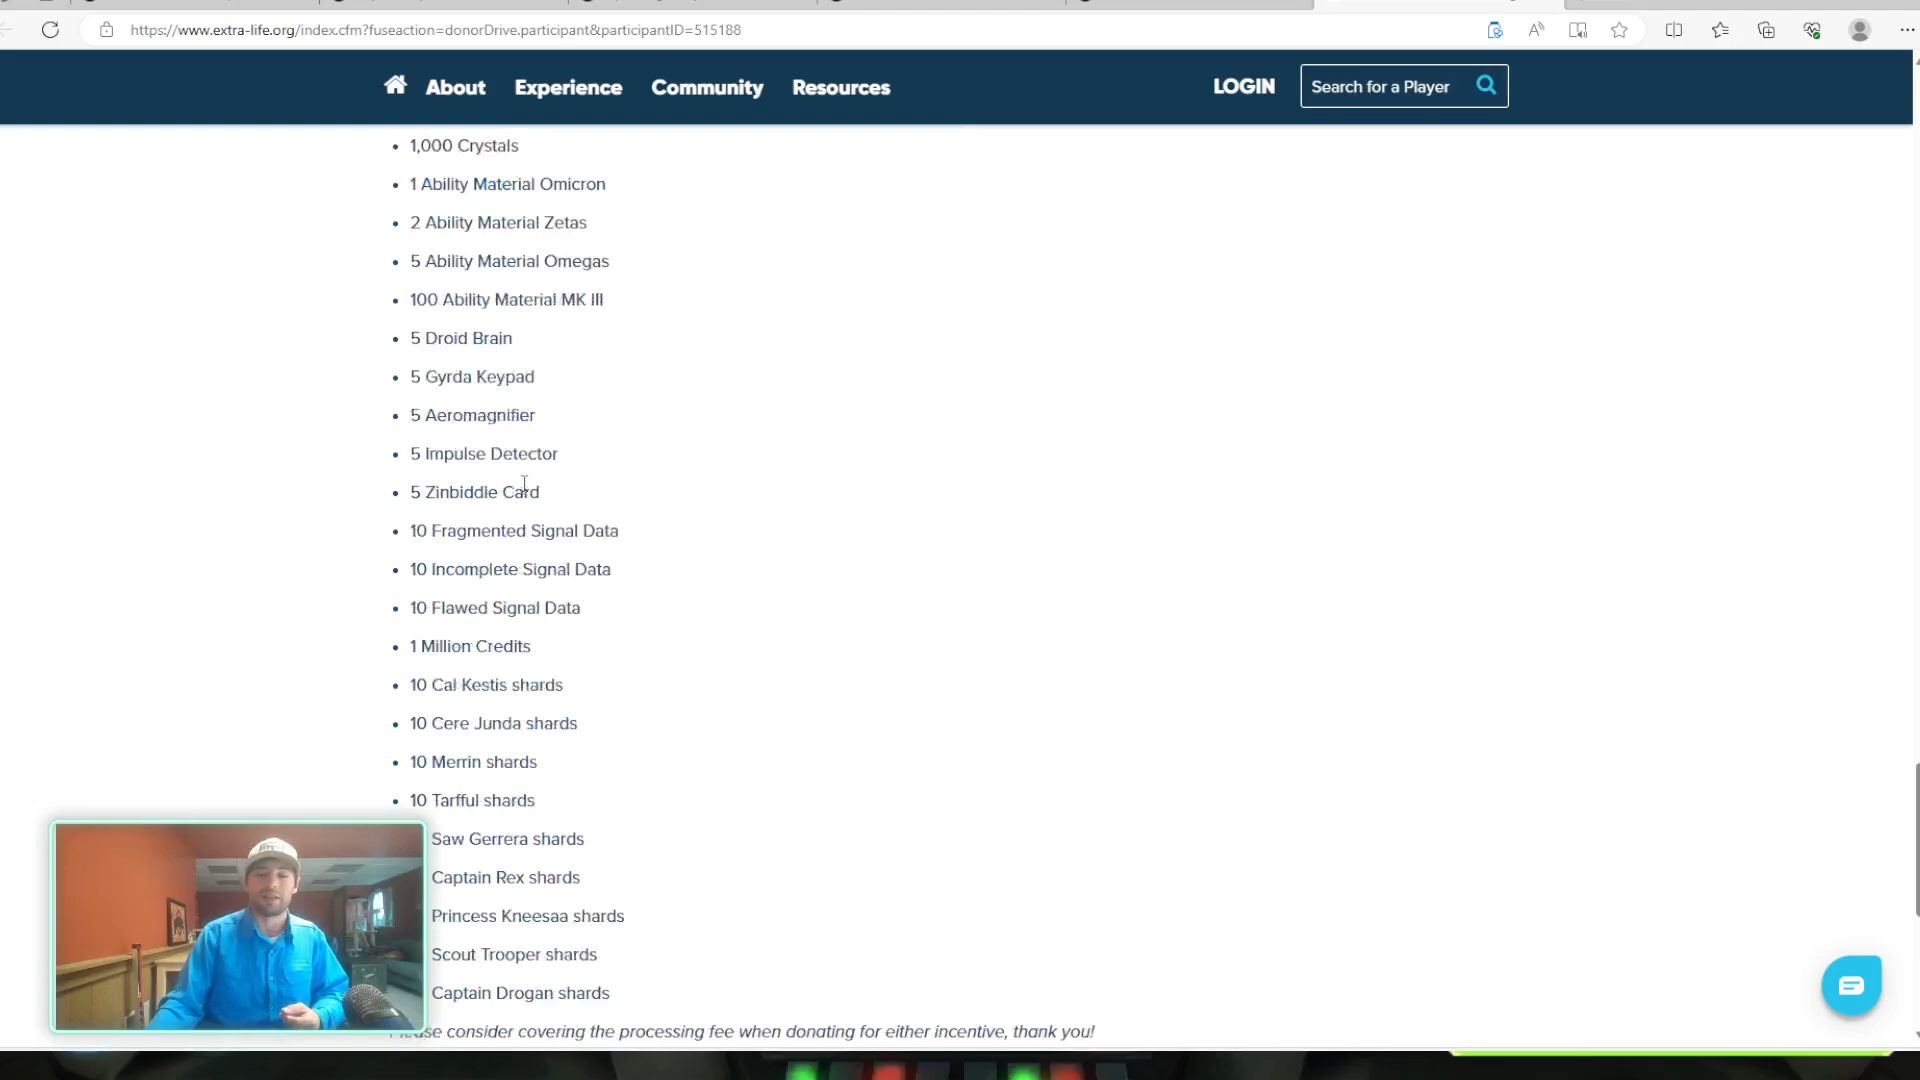 https://www.extra-life.org/index.cfm?fuseaction=donorDrive.participant&participantID=515188
About Experience Community Resources LOGIN Search for a Player
• 1,000 Crystals
• 1 Ability Material Omicron
• 2 Ability Material Zetas
• 5 Ability Material Omegas
• 100 Ability Material MK III
• 5 Droid Brain
• 5 Gyrda Keypad
• 5 Aeromagnifier
• 5 Impulse Detector
• 5 Zinbiddle Card
• 10 Fragmented Signal Data
• 10 Incomplete Signal Data
• 10 Flawed Signal Data
• 1 Million Credits
• 10 Cal Kestis shards
• 10 Cere Junda shards
• 10 Merrin shards
• 10 Tarfful shards
Saw Gerrera shards
Captain Rex shards
Princess Kneesaa shards
Scout Trooper shards
Captain Drogan shards
consider covering the processing fee when donating for either incentive, thank you!